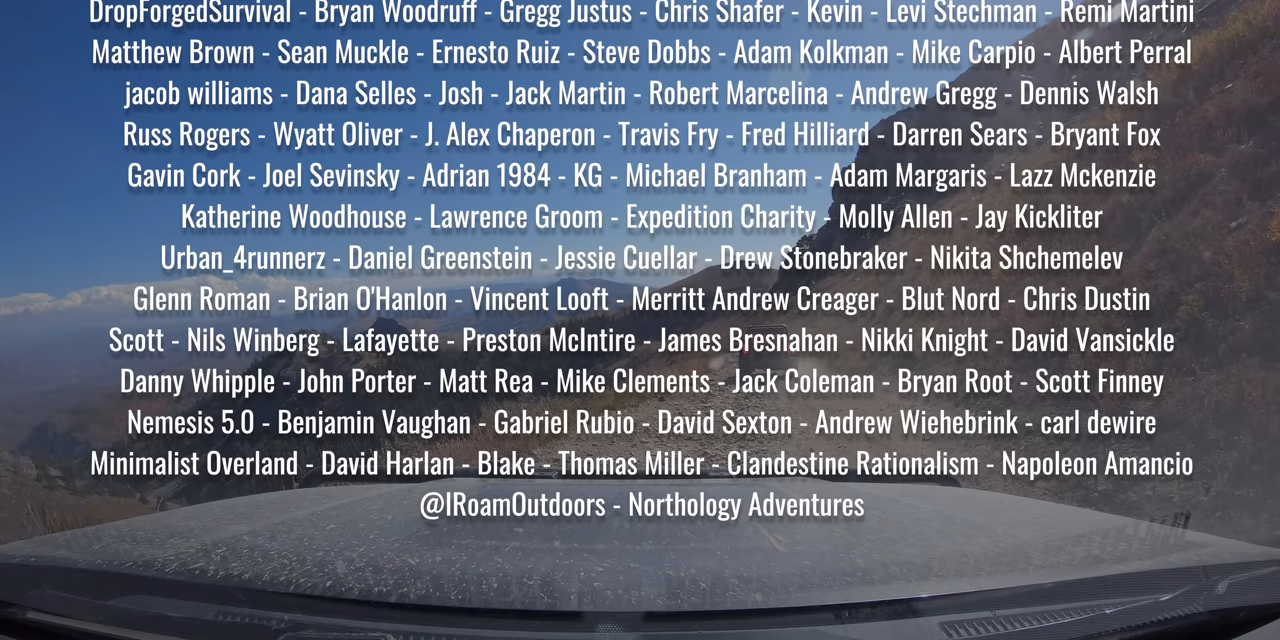 DropForgedSurvival - Bryan Woodruff - Gregg Justus - Chris Shafer - Kevin - Levi Stechman - Remi Martini
Matthew Brown - Sean Muckle - Ernesto Ruiz - Steve Dobbs - Adam Kolkman - Mike Carpio - Albert Perral
jacob williams - Dana Selles - Josh - Jack Martin - Robert Marcelina - Andrew Gregg - Dennis Walsh
Russ Rogers - Wyatt Oliver - J. Alex Chaperon - Travis Fry - Fred Hilliard - Darren Sears - Bryant Fox
Gavin Cork - Joel Sevinsky - Adrian 1984 - KG - Michael Branham - Adam Margaris - Lazz Mckenzie
Katherine Woodhouse - Lawrence Groom - Expedition Charity - Molly Allen - Jay Kickliter
Urban_4runnerz - Daniel Greenstein - Jessie Cuellar - Drew Stonebraker - Nikita Shchemelev
Glenn Roman - Brian O'Hanlon - Vincent Looft - Merritt Andrew Creager - Blut Nord - Chris Dustin
Scott - Nils Winberg - Lafayette - Preston McIntire - James Bresnahan - Nikki Knight - David Vansickle
Danny Whipple - John Porter - Matt Rea - Mike Clements - Jack Coleman - Bryan Root - Scott Finney
Nemesis 5.0 - Benjamin Vaughan - Gabriel Rubio - David Sexton - Andrew Wiehebrink - carl dewire
Minimalist Overland - David Harlan - Blake - Thomas Miller - Clandestine Rationalism - Napoleon Amancio
@IRoamOutdoors - Northology Adventures